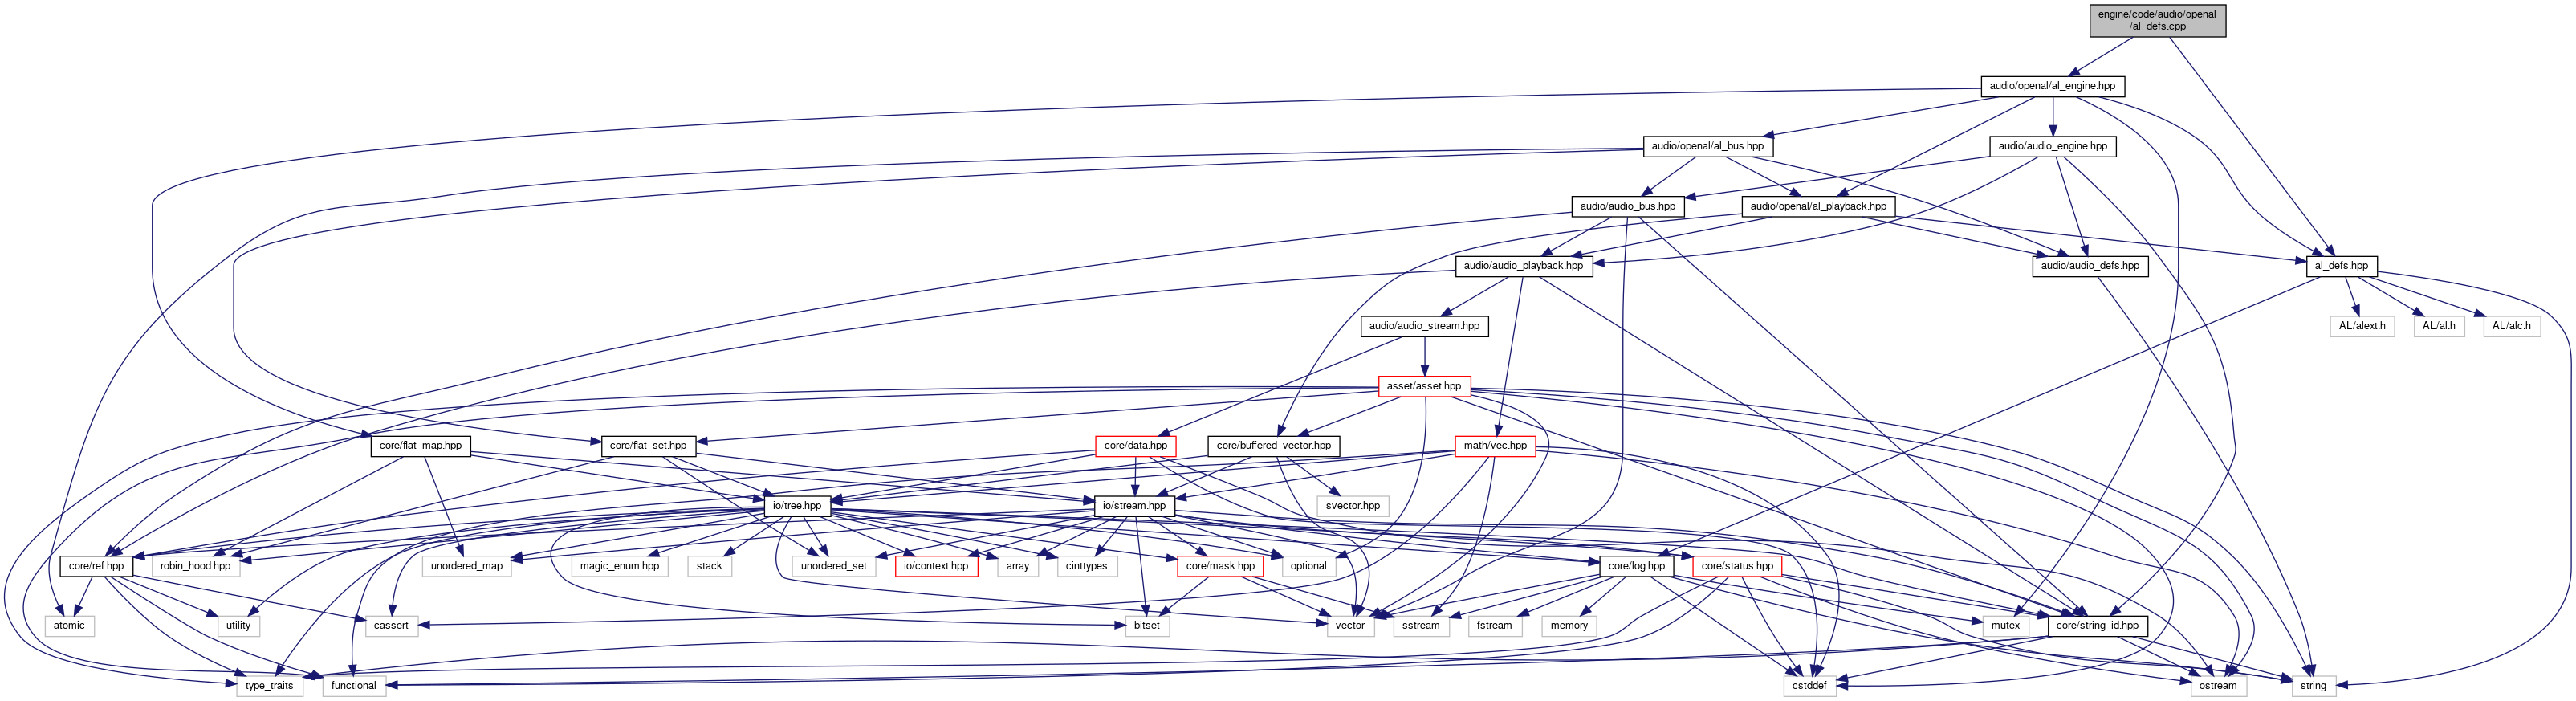 engine/code/audio/openal
/al_defs.cpp
audio/openal/al_engine.hpp
audio/openal/al_bus.hpp
audio/audio_engine.hpp
audio/audio_bus.hpp
audio/openal/al_playback.hpp
audio/audio_playback.hpp
audio/audio_defs.hpp
al_defs.hpp
audio/audio_stream.hpp
AL/alext.h
AL/al.h
AL/alc.h
asset/asset.hpp
core/flat_map.hpp
core/flat_set.hpp
core/data.hpp
core/buffered_vector.hpp
math/vec.hpp
io/tree.hpp
io/stream.hpp
svector.hpp
core/ref.hpp
robin_hood.hpp
unordered_map
magic_enum.hpp
stack
unordered_set
io/context.hpp
array
cinttypes
core/mask.hpp
optional
core/log.hpp
core/status.hpp
atomic
utility
cassert
bitset
vector
sstream
fstream
memory
mutex
core/string_id.hpp
type_traits
functional
cstddef
ostream
string